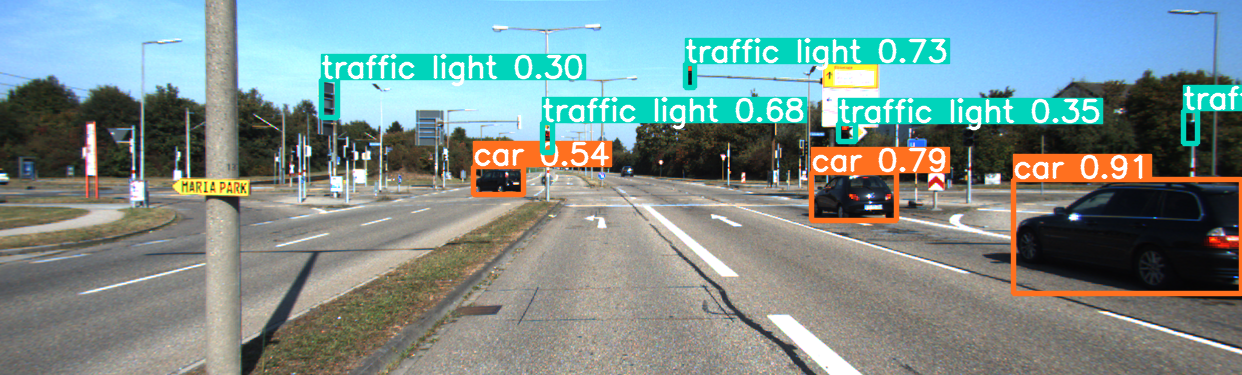 traffic light 0.73
traffic light 0.30
traffic light 0.68
traffic light 0.35
traf
car 0.54
car 0.79
car 0.91
MARIA PARK